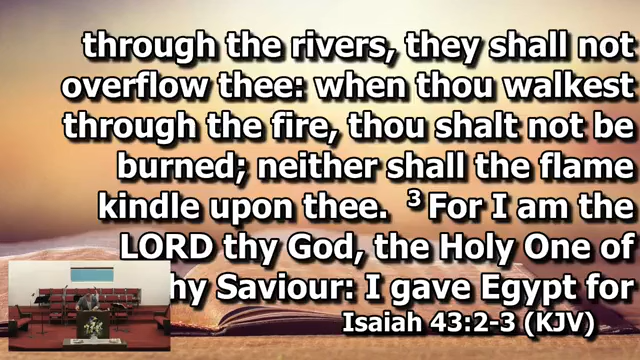 through the rivers, they shall not
overflow thee: when thou walkest
through the fire, thou shalt not be
burned; neither shall the flame
kindle upon thee. 3 For I am the
LORD thy God, the Holy One of
Saviour: I gave Egypt for
Isaiah 43:2-3 (KJV)